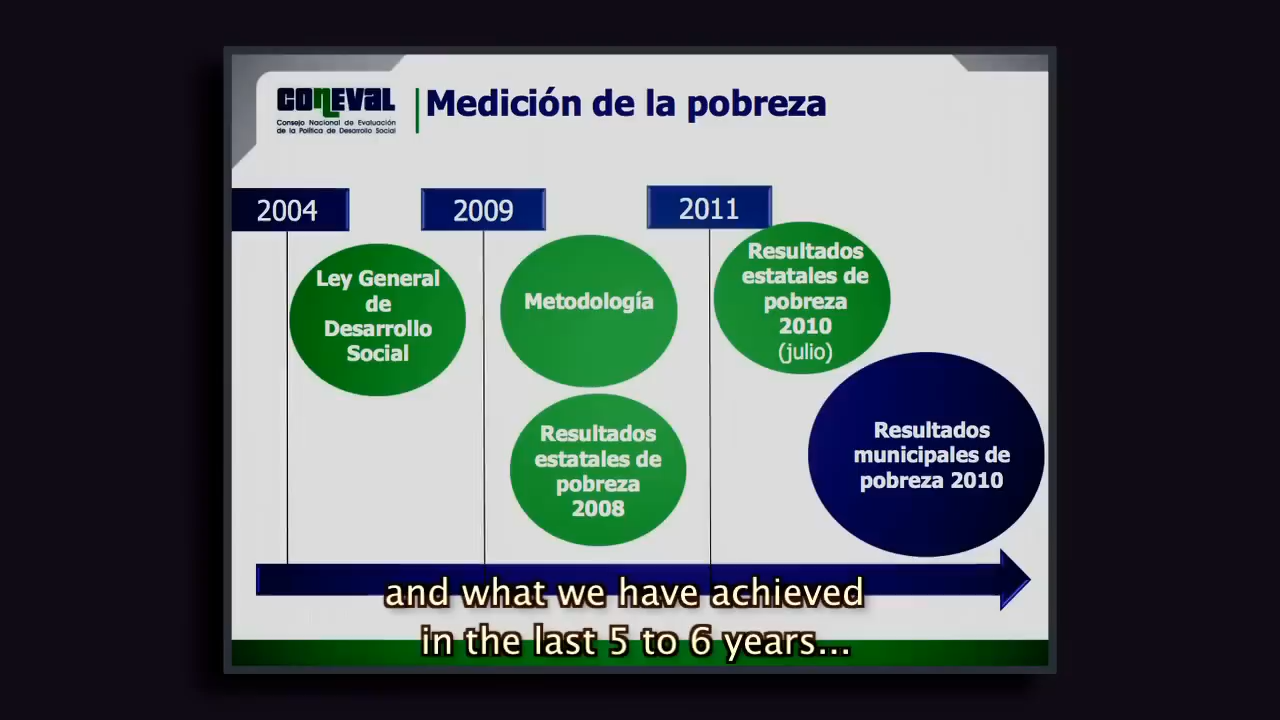 CONEVAL
Consejo Nacional de Evaluación
de la Política de Desarrollo Social
Medición de la pobreza
2004
2009
2011
Ley General
de
Desarrollo
Social
Metodología
Resultados
estatales de
pobreza
2008
Resultados
estatales de
pobreza
2010
(julio)
Resultados
municipales de
pobreza 2010
and what we have achieved
in the last 5 to 6 years...